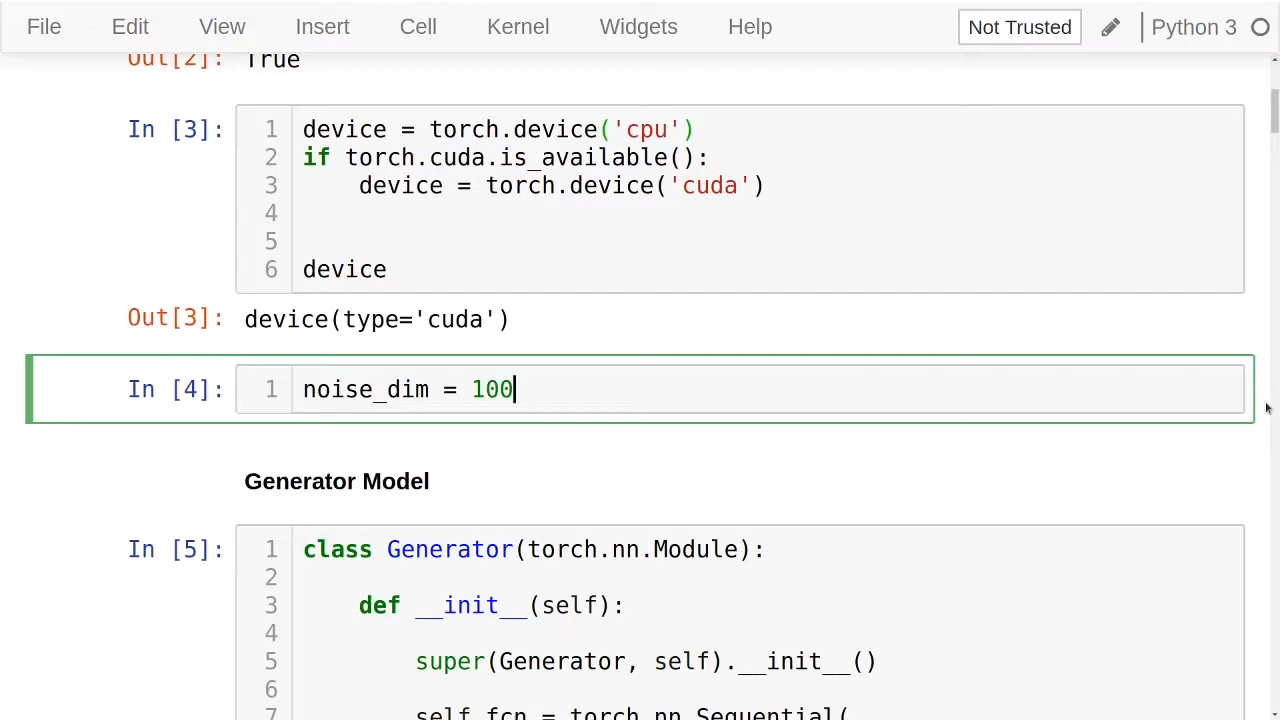 File Edit View Insert Cell Kernel Widgets Help Not Trusted Python 3
Out[2]: True
In [3]: 1 device = torch.device('cpu')
2 if torch.cuda.is_available():
3     device = torch.device('cuda')
4
5
6 device
Out[3]: device(type='cuda')
In [4]: 1 noise_dim = 100
Generator Model
In [5]: 1 class Generator(torch.nn.Module):
2
3     def __init__(self):
4
5         super(Generator, self).__init__()
6
7         self.fcn = torch.nn.Sequential(